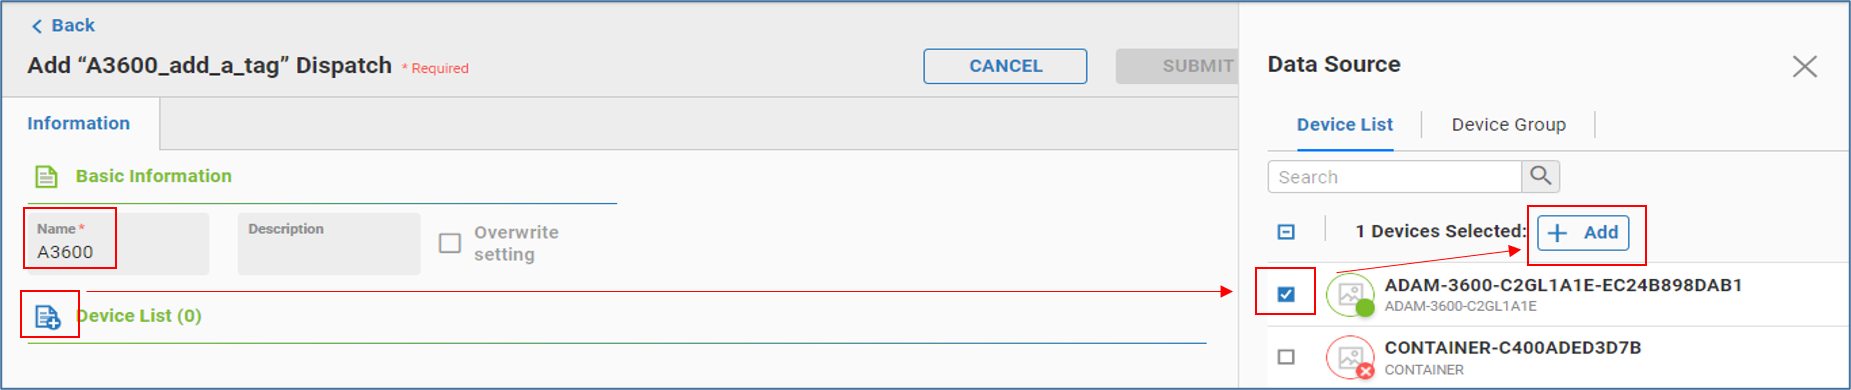 Back
Add “A3600_add_a_tag” Dispatch * Required
CANCEL
SUBMIT
Information
Basic Information
Name *
A3600
Description
Overwrite
setting
Device List (0)
Data Source
Device List
Device Group
Search
1 Devices Selected:
+ Add
ADAM-3600-C2GL1A1E-EC24B898DAB1
ADAM-3600-C2GL1A1E
CONTAINER-C400ADED3D7B
CONTAINER